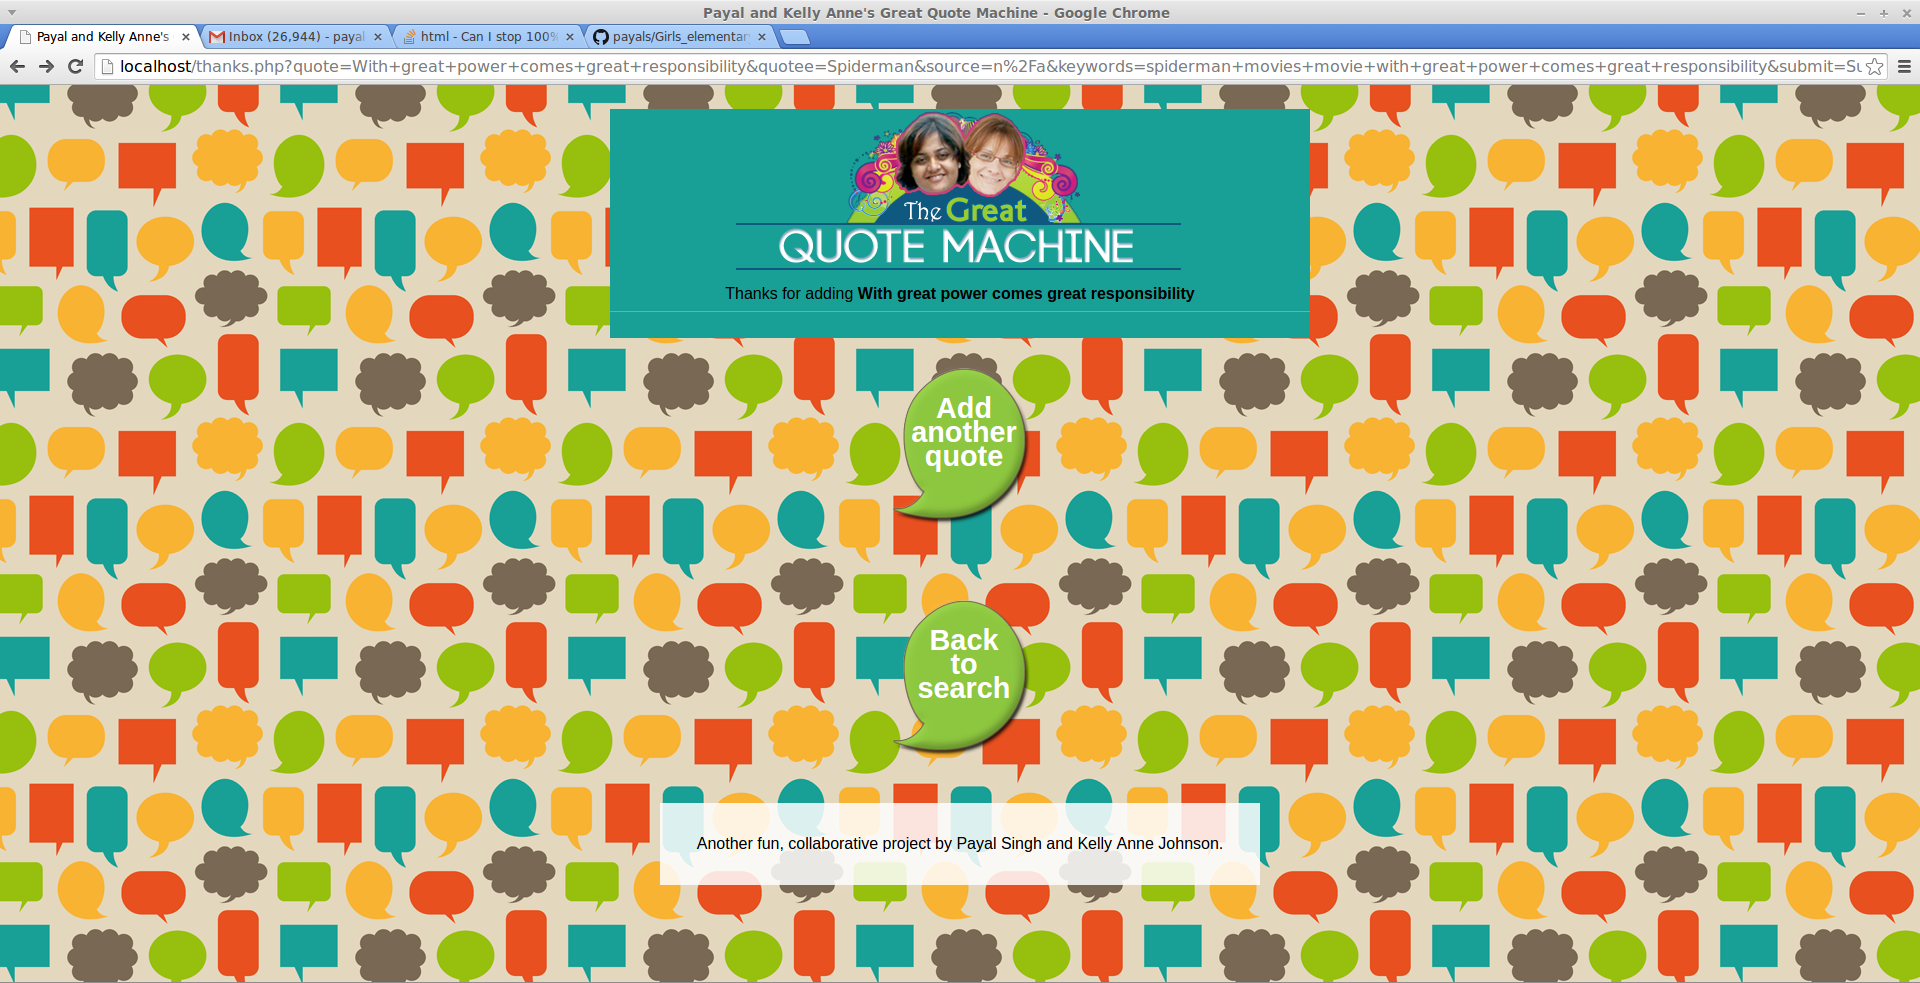 Payal and Kelly Anne's Great Quote Machine - Google Chrome
Payal and Kelly Anne's
Inbox (26,944) - payal
html - Can I stop 100%
payals/Girls_elementar
localhost/thanks.php?quote=With+great+power+comes+great+responsibility&quotee=Spiderman&source=n%2Fa&keywords=spiderman+movies+movie+with+great+power+comes+great+responsibility&submit=Su
The Great
QUOTE MACHINE
Thanks for adding With great power comes great responsibility
Add
another
quote
Back
to
search
Another fun, collaborative project by Payal Singh and Kelly Anne Johnson.